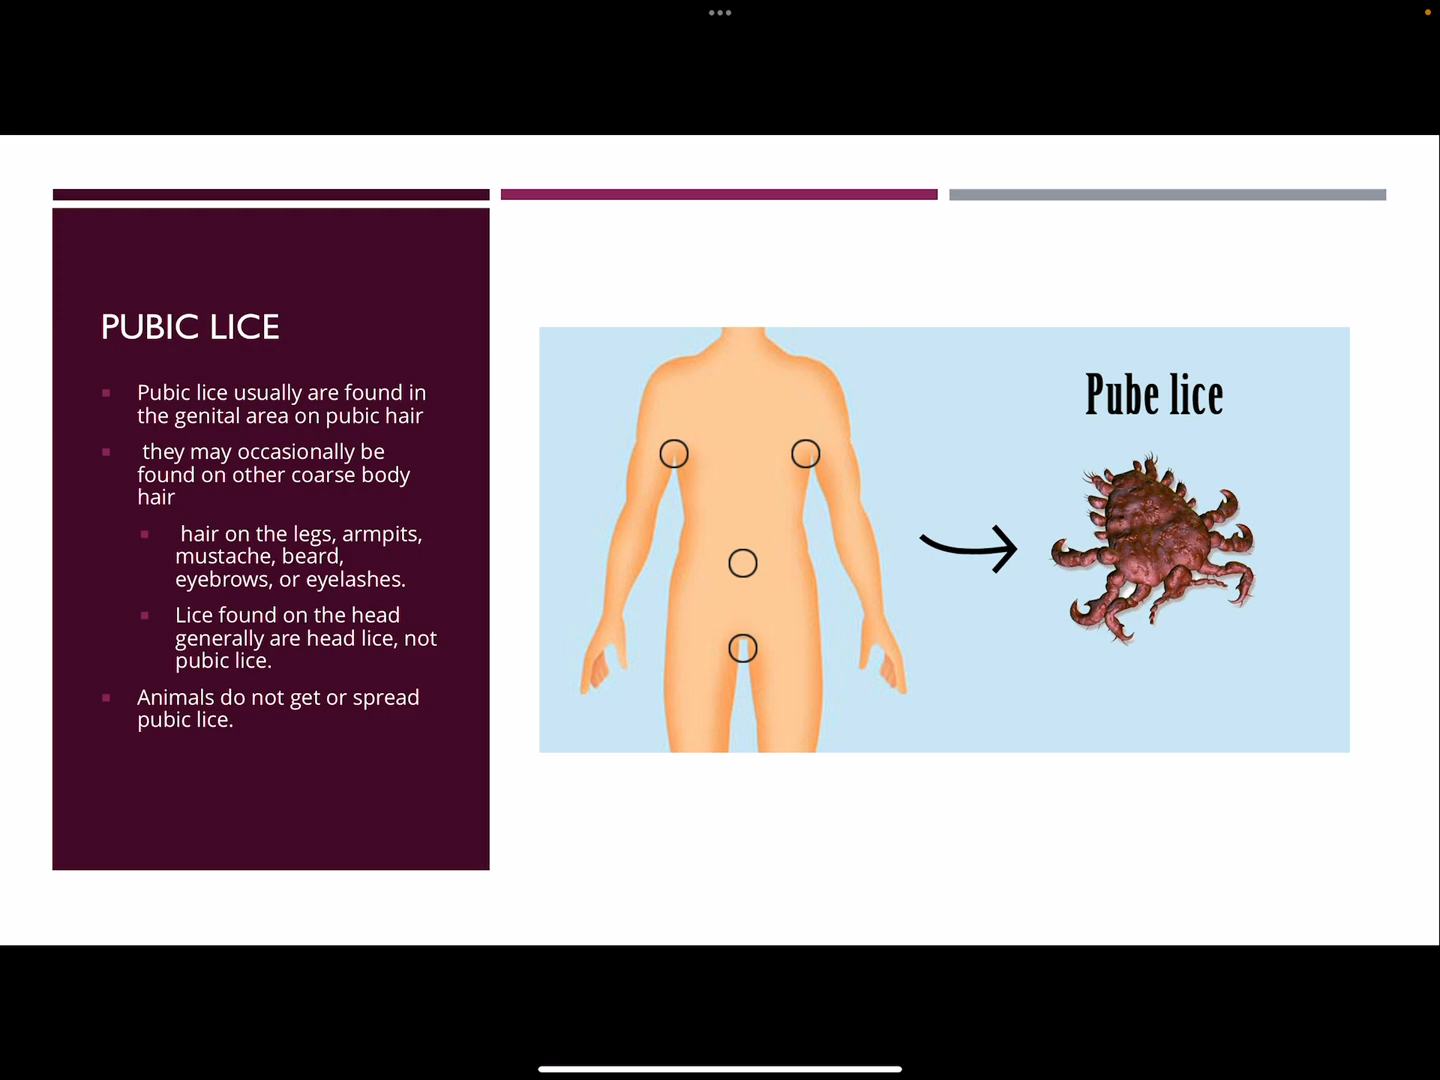 PUBIC LICE
Pubic lice usually are found in
the genital area on pubic hair
they may occasionally be
found on other coarse body
hair
hair on the legs, armpits,
mustache, beard,
eyebrows, or eyelashes.
Lice found on the head
generally are head lice, not
pubic lice.
Animals do not get or spread
pubic lice.
Pube lice